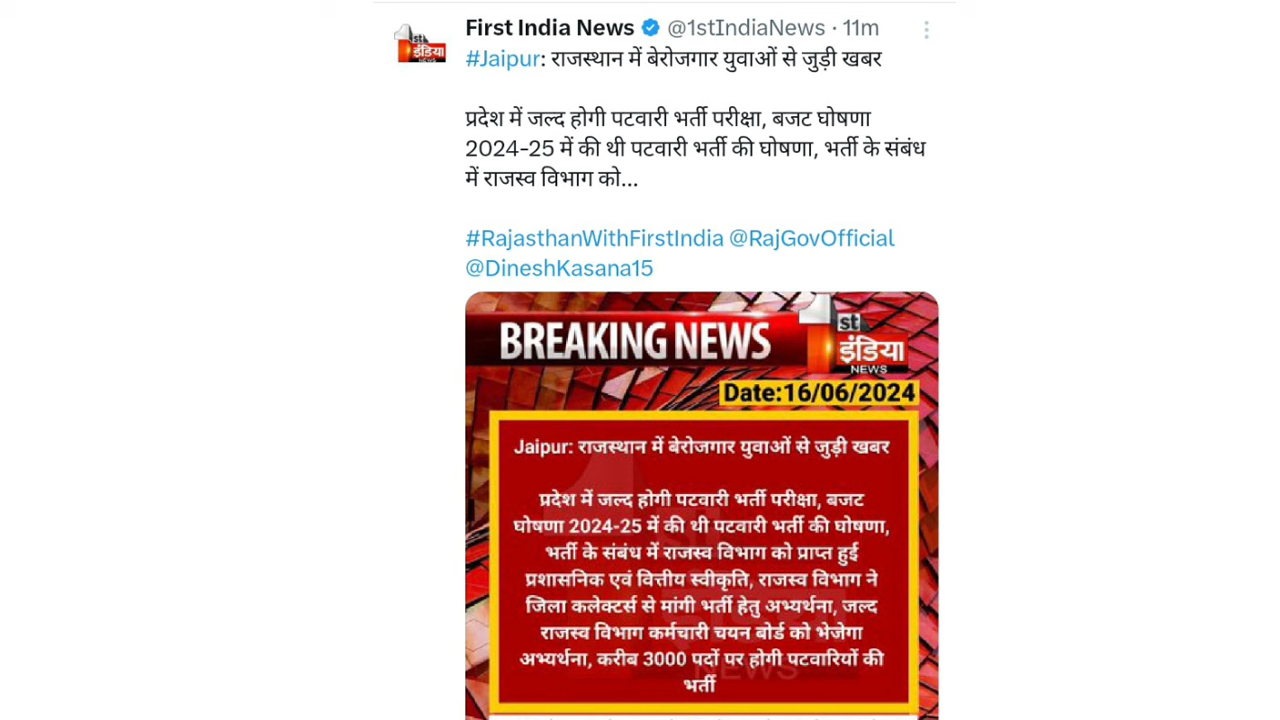 First India News @1stIndiaNews · 11m
#Jaipur: राजस्थान में बेरोजगार युवाओं से जुड़ी खबर
प्रदेश में जल्द होगी पटवारी भर्ती परीक्षा, बजट घोषणा
2024-25 में की थी पटवारी भर्ती की घोषणा, भर्ती के संबंध
में राजस्व विभाग को...
#RajasthanWithFirstIndia @RajGovOfficial
@DineshKasana15
BREAKING NEWS
1st
इंडिया
NEWS
Date:16/06/2024
Jaipur: राजस्थान में बेरोजगार युवाओं से जुड़ी खबर
प्रदेश में जल्द होगी पटवारी भर्ती परीक्षा, बजट
घोषणा 2024-25 में की थी पटवारी भर्ती की घोषणा,
भर्ती के संबंध में राजस्व विभाग को प्राप्त हुई
प्रशासनिक एवं वित्तीय स्वीकृति, राजस्व विभाग ने
जिला कलेक्टर्स से मांगी भर्ती हेतु अभ्यर्थना, जल्द
राजस्व विभाग कर्मचारी चयन बोर्ड को भेजेगा
अभ्यर्थना, करीब 3000 पदों पर होगी पटवारियों की
भर्ती